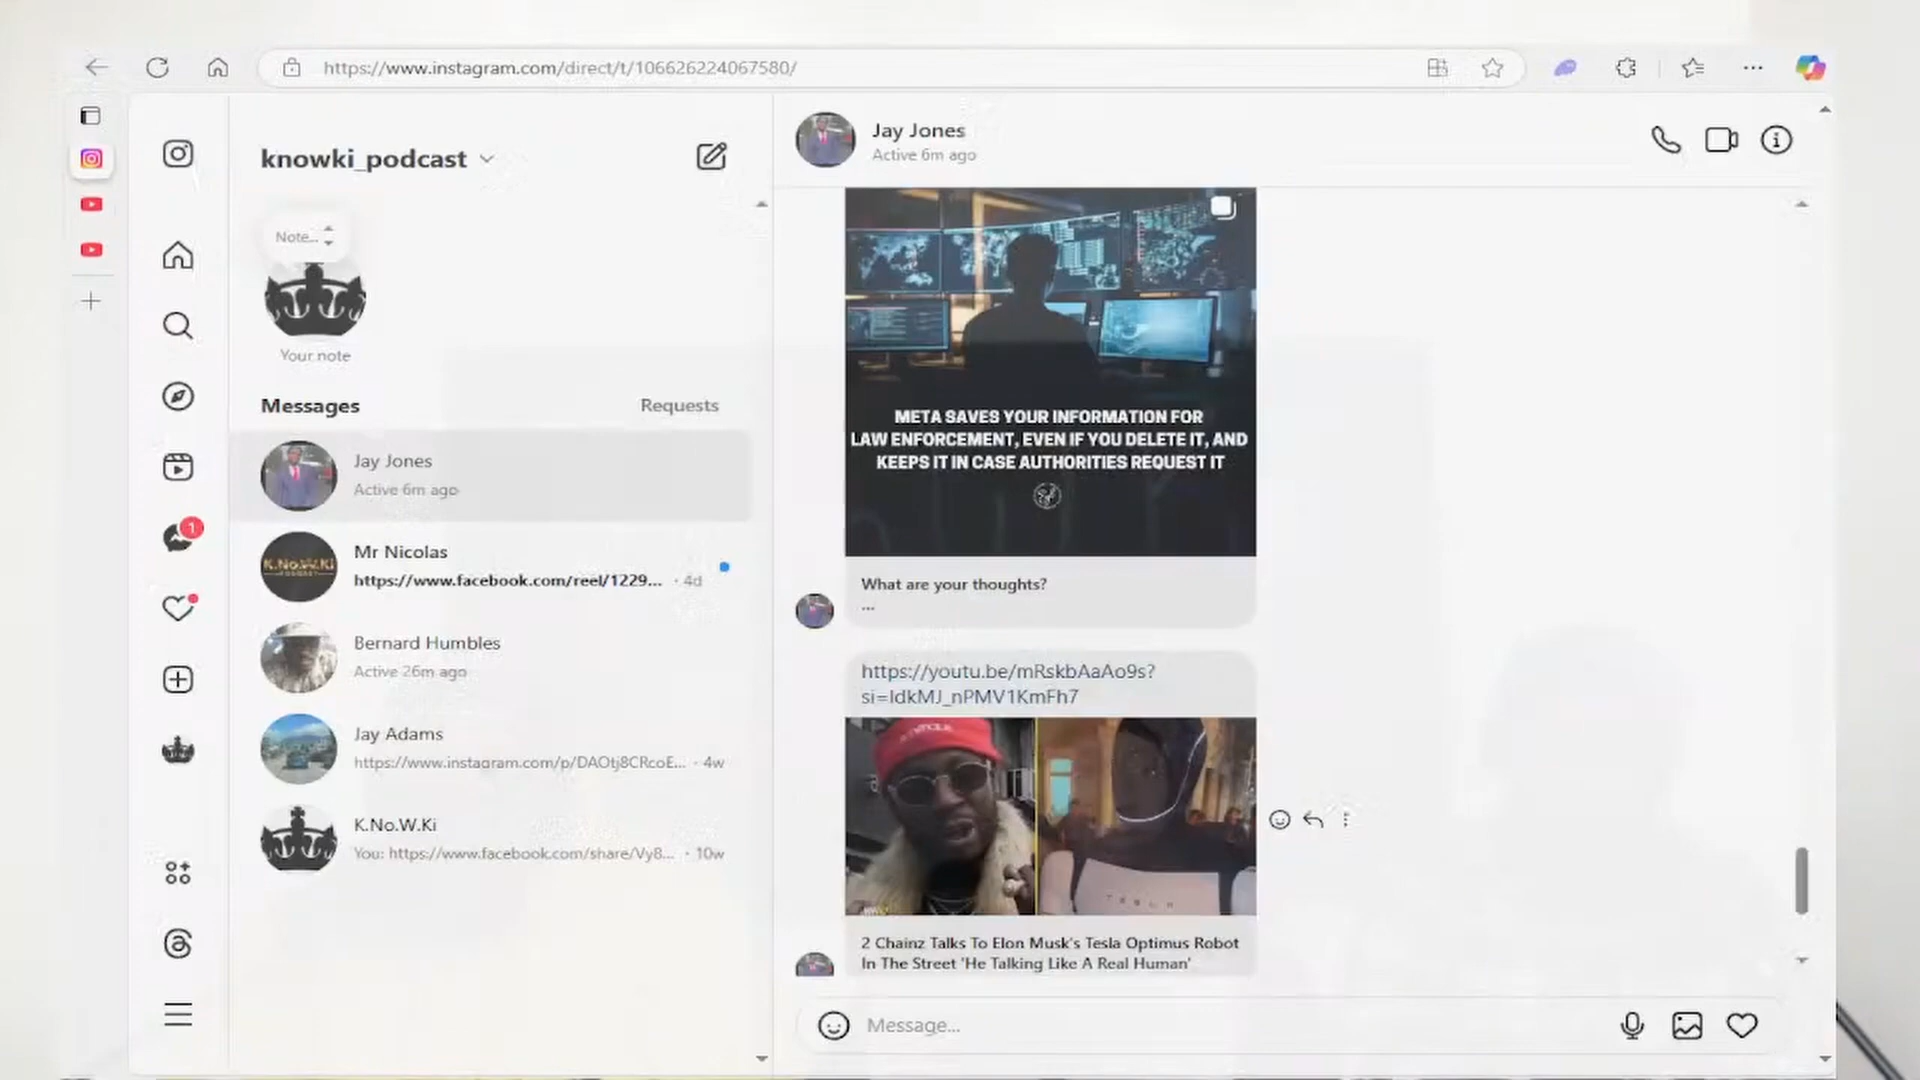 https://www.instagram.com/direct/t/106626224067580/
knowki_podcast
Note...
Your note
Messages
Requests
Jay Jones
Active 6m ago
Mr Nicolas
https://www.facebook.com/reel/1229... · 4d
Bernard Humbles
Active 26m ago
Jay Adams
https://www.instagram.com/p/DAOtj8CRcoE... · 4w
K.No.W.Ki
You: https://www.facebook.com/share/Vy8... · 10w
1
K.No.W.Ki
Jay Jones
Active 6m ago
META SAVES YOUR INFORMATION FOR
LAW ENFORCEMENT, EVEN IF YOU DELETE IT, AND
KEEPS IT IN CASE AUTHORITIES REQUEST IT
What are your thoughts?
...
https://youtu.be/mRskbAaAo9s?
si=IdkMJ_nPMV1KmFh7
TESLA
2 Chainz Talks To Elon Musk's Tesla Optimus Robot
In The Street 'He Talking Like A Real Human'
Message...